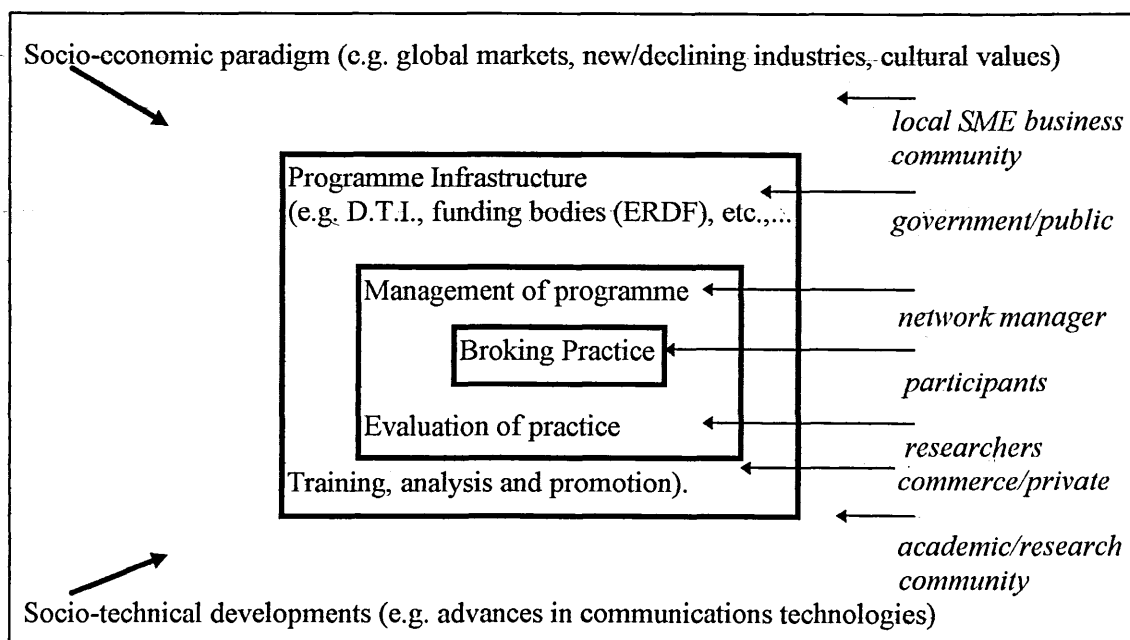 Socio-economic paradigm (e.g. global markets, new/declining industries, cultural values)
local SME business
community
Programme Infrastructure
(e.g. D.T.I., funding bodies (ERDF), etc.,...
government/public
Management of programme
network manager
Broking Practice
participants
Evaluation of practice
researchers
Training, analysis and promotion).
commerce/private
academic/research
community
Socio-technical developments (e.g. advances in communications technologies)